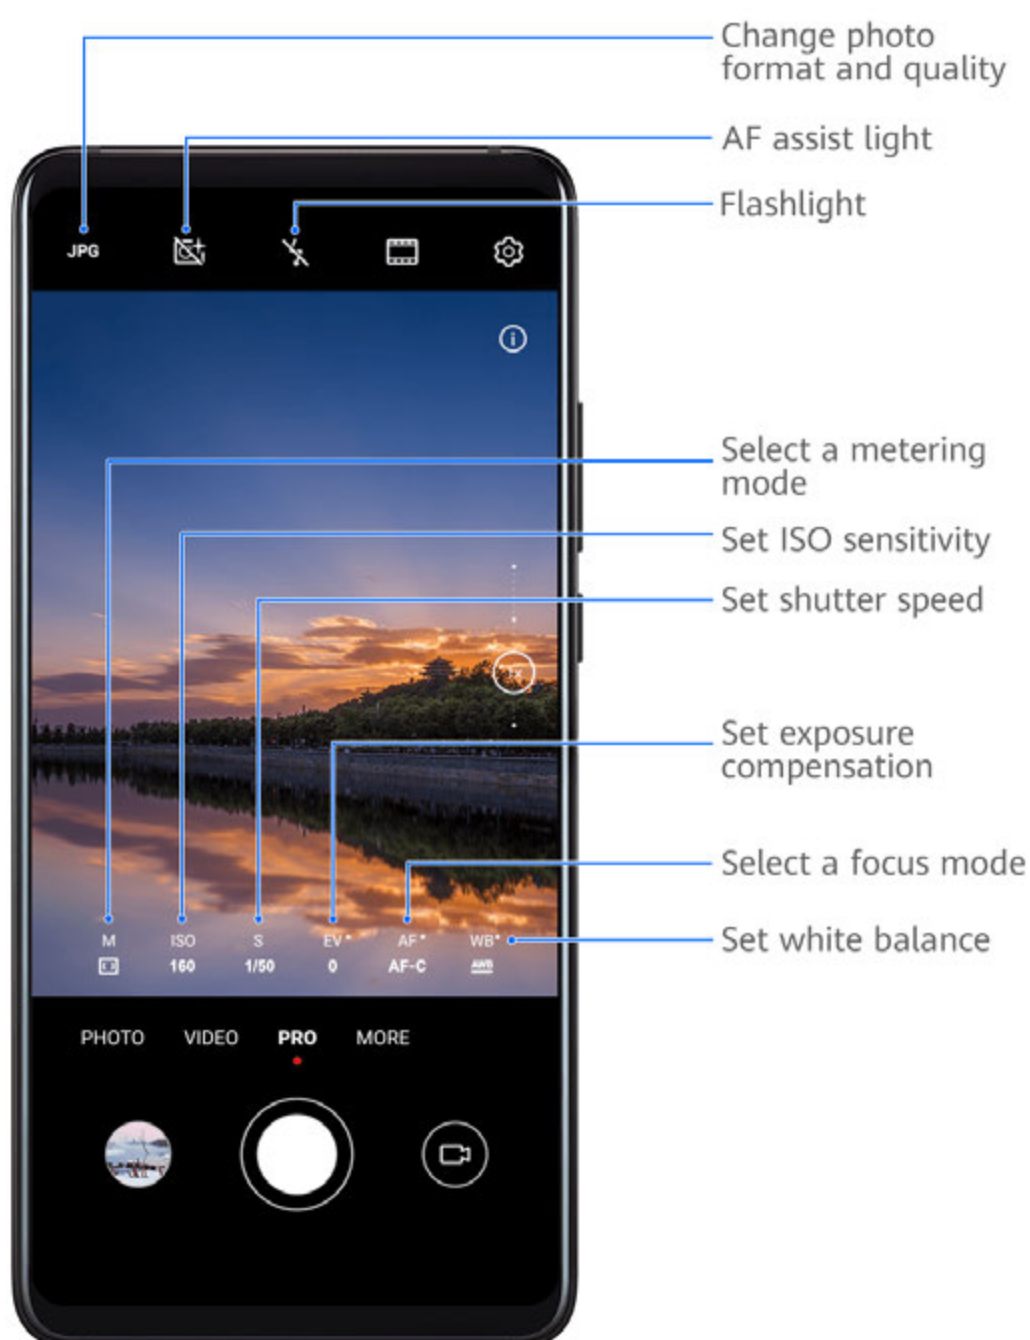 Change photo
format and quality
AF assist light
Flashlight
JPG
Select a metering
mode
Set ISO sensitivity
Set shutter speed
1x
Set exposure
compensation
Select a focus mode
Set white balance
M ISO S EV AF WB
160 1/50 0 AF-C AWB
PHOTO VIDEO PRO MORE